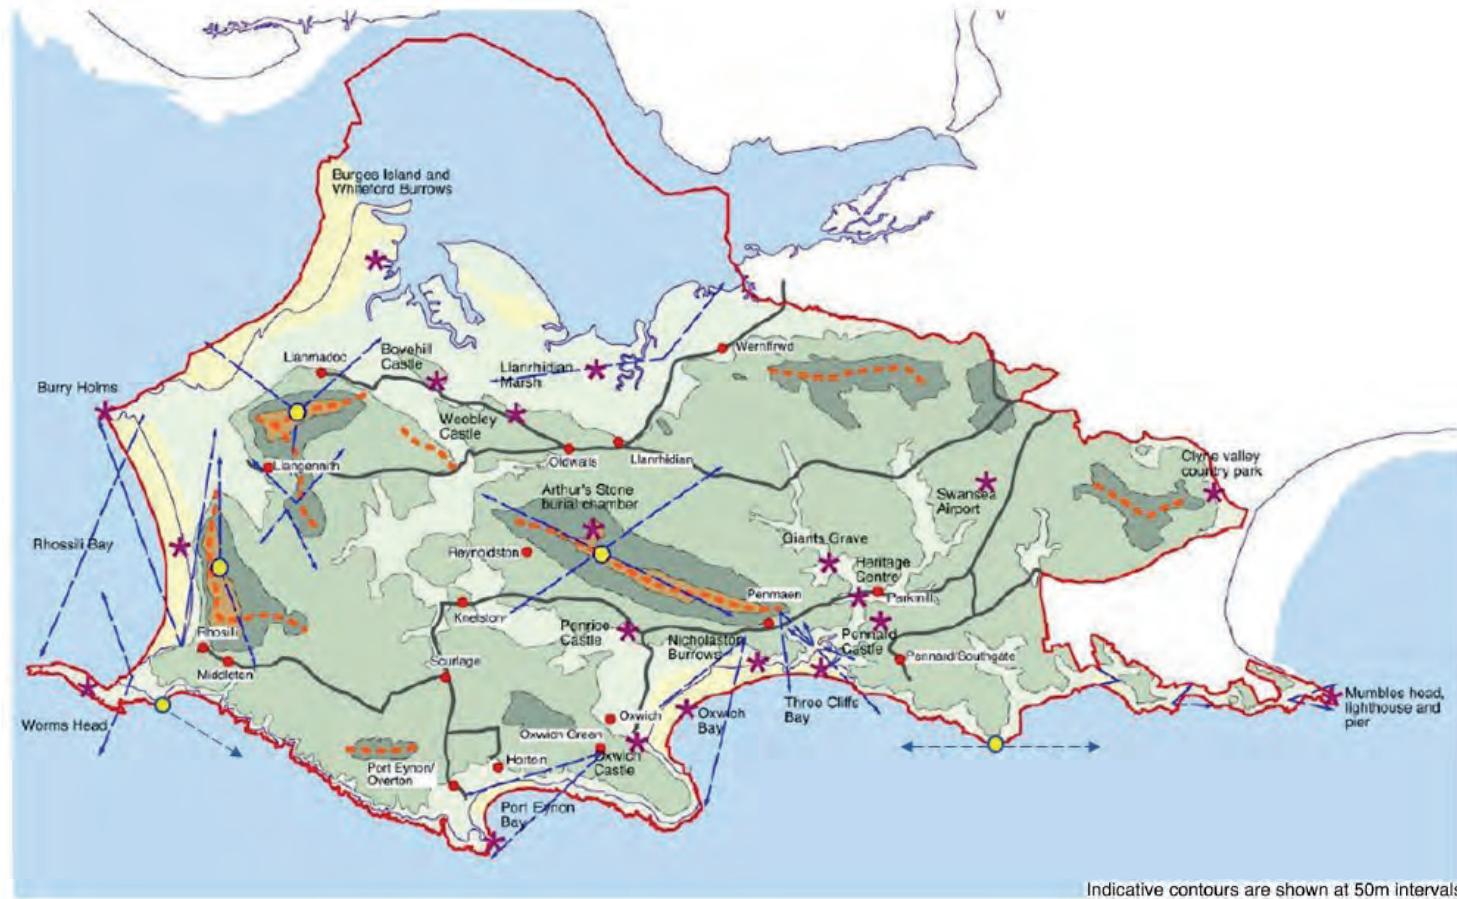 Burges Island and
Whiteford Burrows
Llanmadoc
Bovehill
Castle
Llanrhidian
Marsh
Wernffrwd
Burry Holms
Weobley
Castle
Llangennith
Oldwalls
Llanrhidian
Clyne valley
country park
Arthur's Stone
burial chamber
Swansea
Airport
Rhossili Bay
Reynoldston
Giants Grave
Heritage
Centre
Parkmill
Penmaen
Knelston
Penrice
Castle
Nicholaston
Burrows
Pennard
Castle
Rhosili
Middleton
Scurlage
Pennard/Southgate
Worms Head
Oxwich
Oxwich
Bay
Three Cliffs
Bay
Mumbles head,
lighthouse and
pier
Oxwich Green
Oxwich
Castle
Port Eynon/
Overton
Horton
Port Eynon
Bay
Indicative contours are shown at 50m intervals